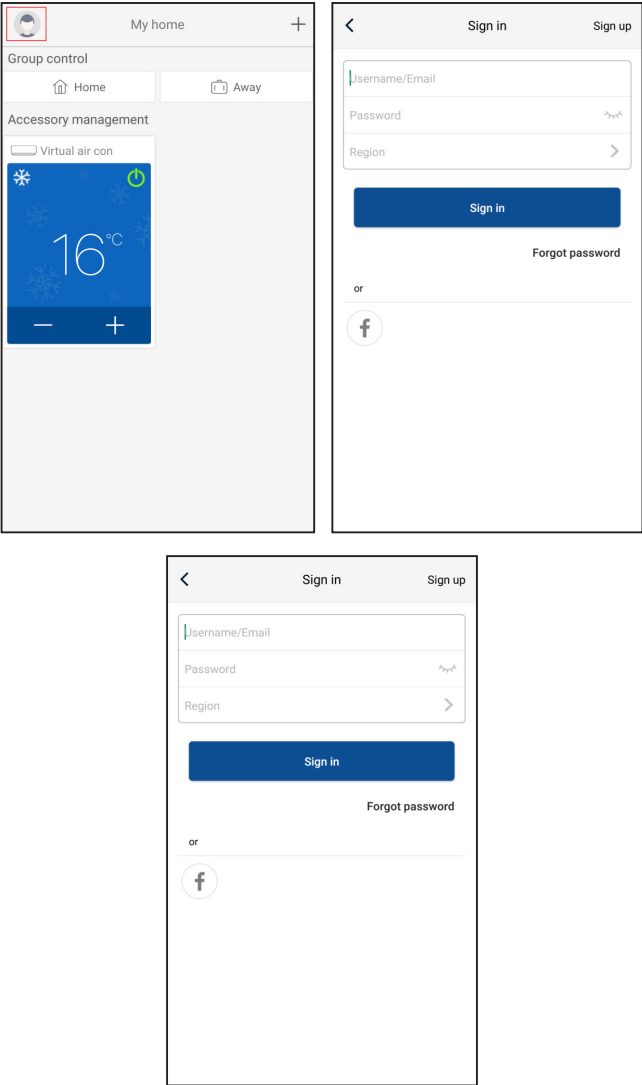 My home
Group control
Home
Away
Accessory management
Virtual air con
16°C
Sign in
Sign up
Username/Email
Password
Region
Sign in
Forgot password
or
f
Sign in
Sign up
Username/Email
Password
Region
Sign in
Forgot password
or
f